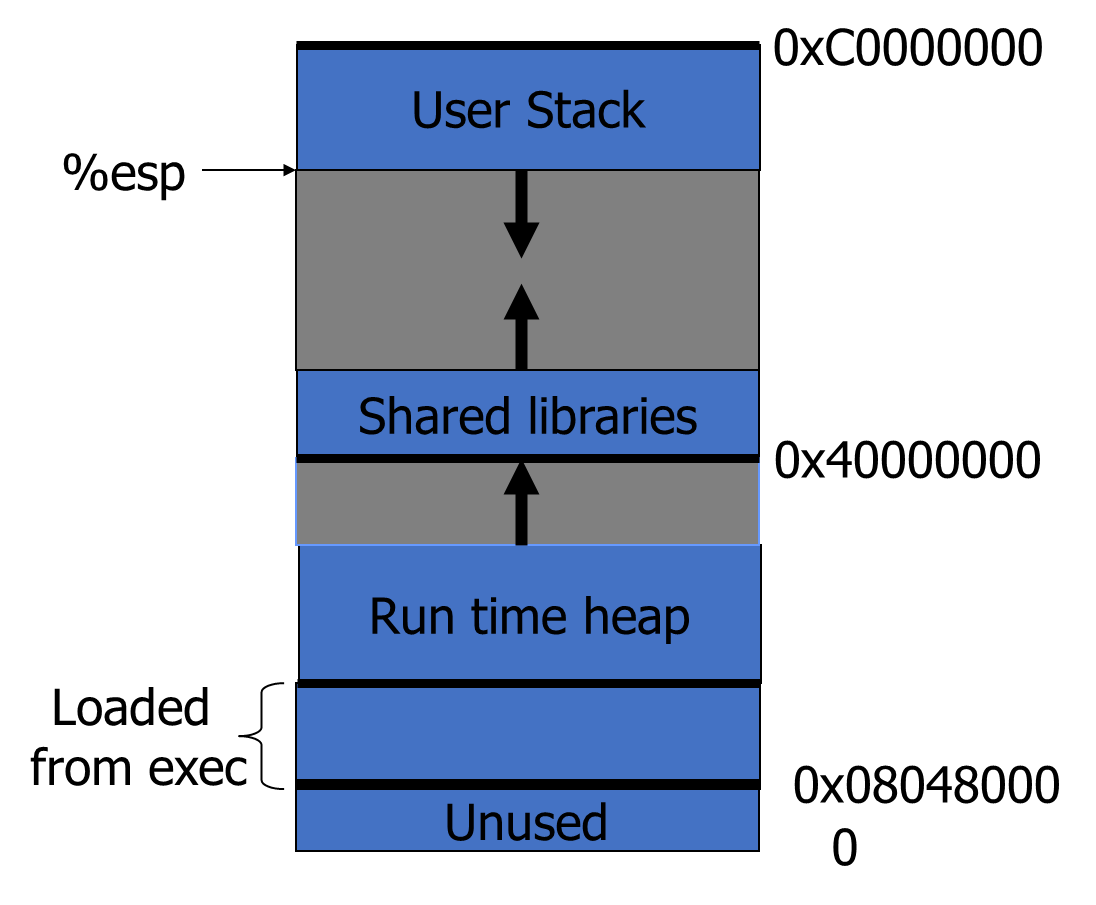 0xC0000000
User Stack
%esp
Shared libraries
0x40000000
Run time heap
Loaded
from exec
0x08048000
Unused
0